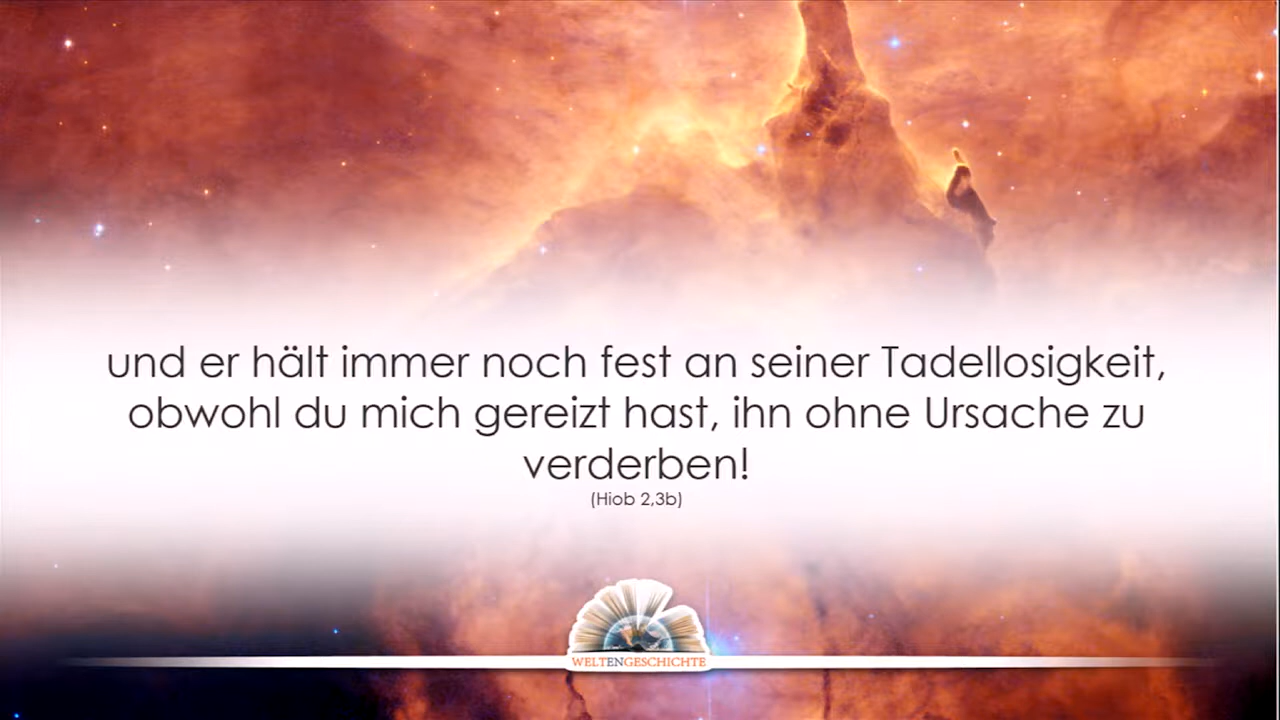 und er hält immer noch fest an seiner Tadellosigkeit,
obwohl du mich gereizt hast, ihn ohne Ursache zu
verderben!
(Hiob 2,3b)
WELTENGESCHICHTE